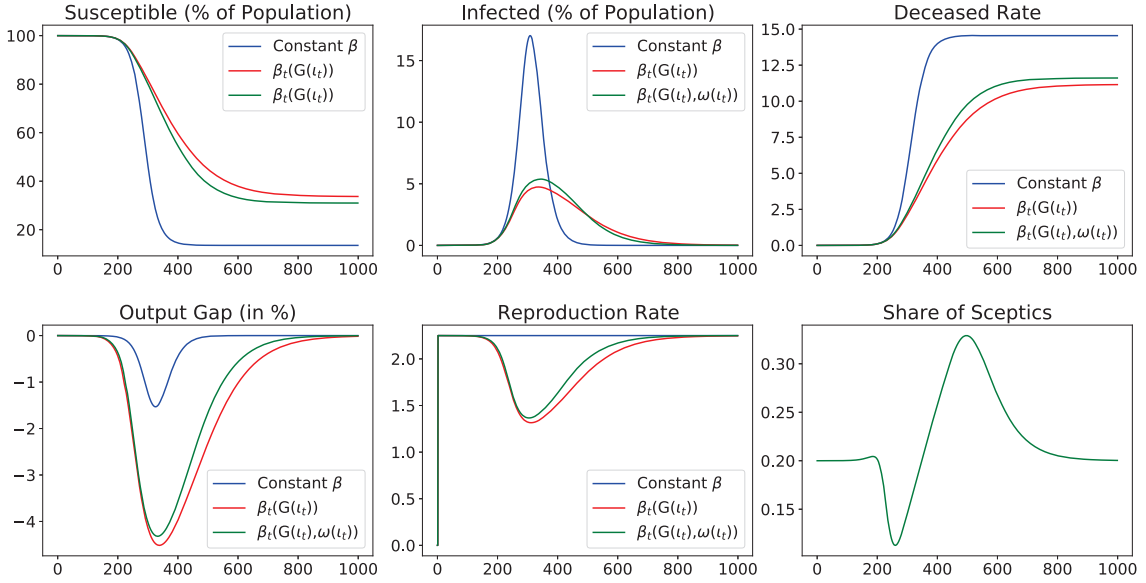 Susceptible (% of Population)
100
80
60
40
20
0 200 400 600 800 1000
Constant β
βt(G(ιt))
βt(G(ιt))
Infected (% of Population)
15
10
5
0
0 200 400 600 800 1000
Constant β
βt(G(ιt))
βt(G(ιt),ω(ιt))
Deceased Rate
15.0
12.5
10.0
7.5
5.0
2.5
0.0
0 200 400 600 800 1000
Constant β
βt(G(ιt))
βt(G(ιt),ω(ιt))
Output Gap (in %)
0
−1
−2
−3
−4
0 200 400 600 800 1000
Constant β
βt(G(ιt))
βt(G(ιt),ω(ιt))
Reproduction Rate
2.0
1.5
1.0
0.5
0.0
0 200 400 600 800 1000
Constant β
βt(G(ιt))
βt(G(ιt),ω(ιt))
Share of Sceptics
0.30
0.25
0.20
0.15
0 200 400 600 800 1000